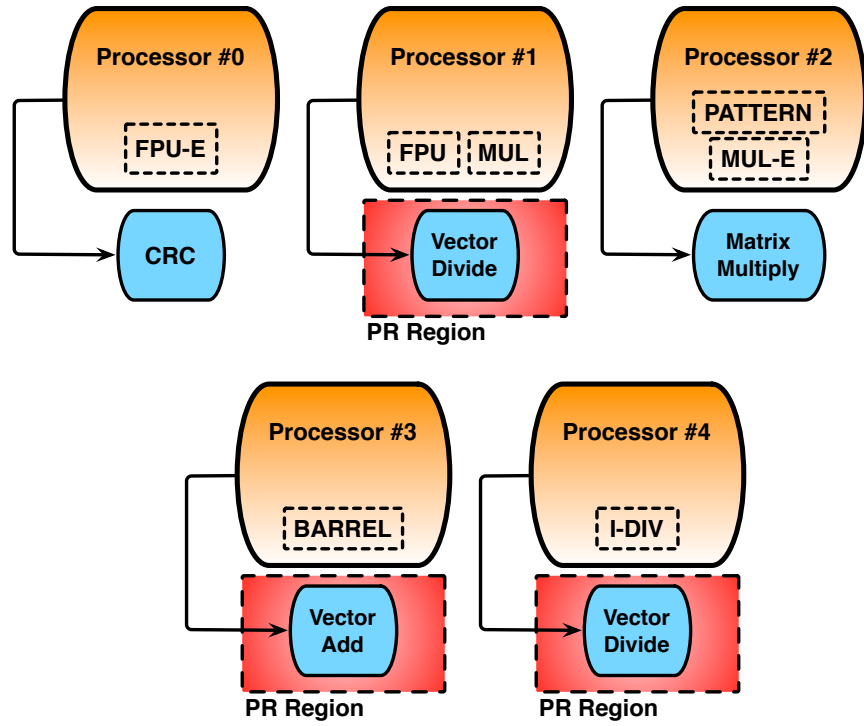 Processor #0
FPU-E
CRC
Processor #1
FPU
MUL
Vector
Divide
PR Region
Processor #2
PATTERN
MUL-E
Matrix
Multiply
Processor #3
BARREL
Vector
Add
PR Region
Processor #4
I-DIV
Vector
Divide
PR Region